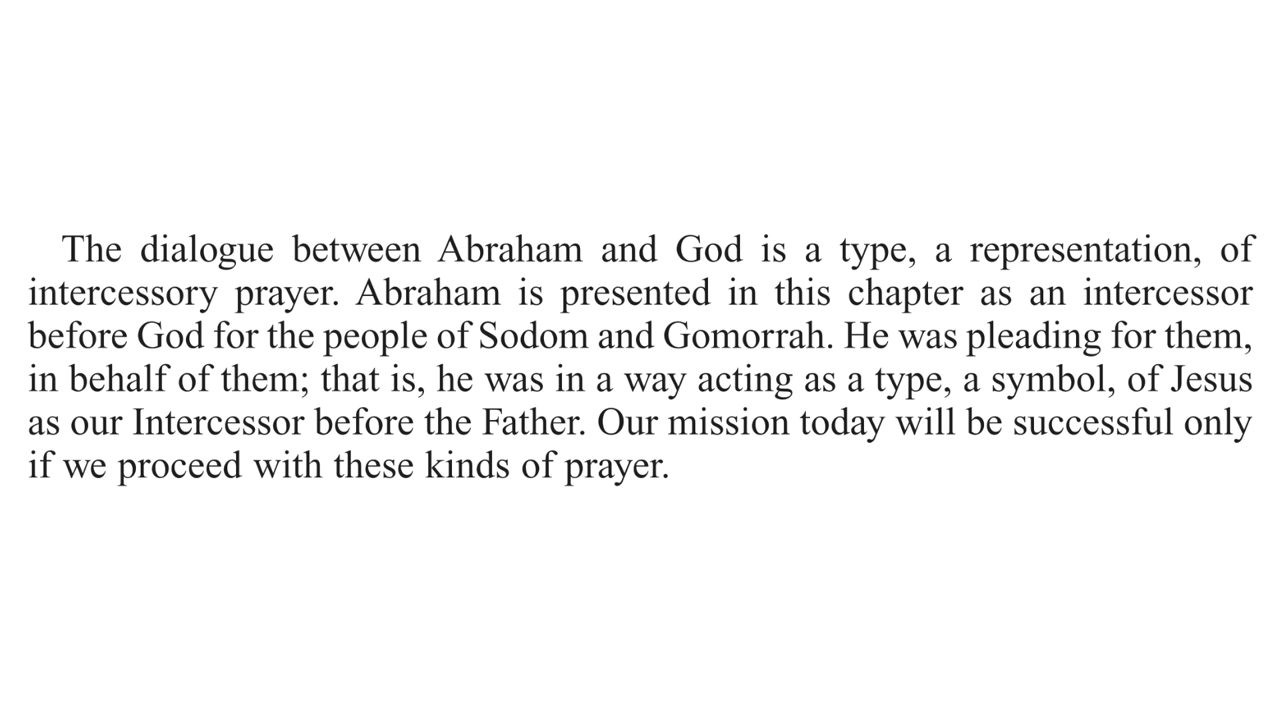 The dialogue between Abraham and God is a type, a representation, of
intercessory prayer. Abraham is presented in this chapter as an intercessor
before God for the people of Sodom and Gomorrah. He was pleading for them,
in behalf of them; that is, he was in a way acting as a type, a symbol, of Jesus
as our Intercessor before the Father. Our mission today will be successful only
if we proceed with these kinds of prayer.